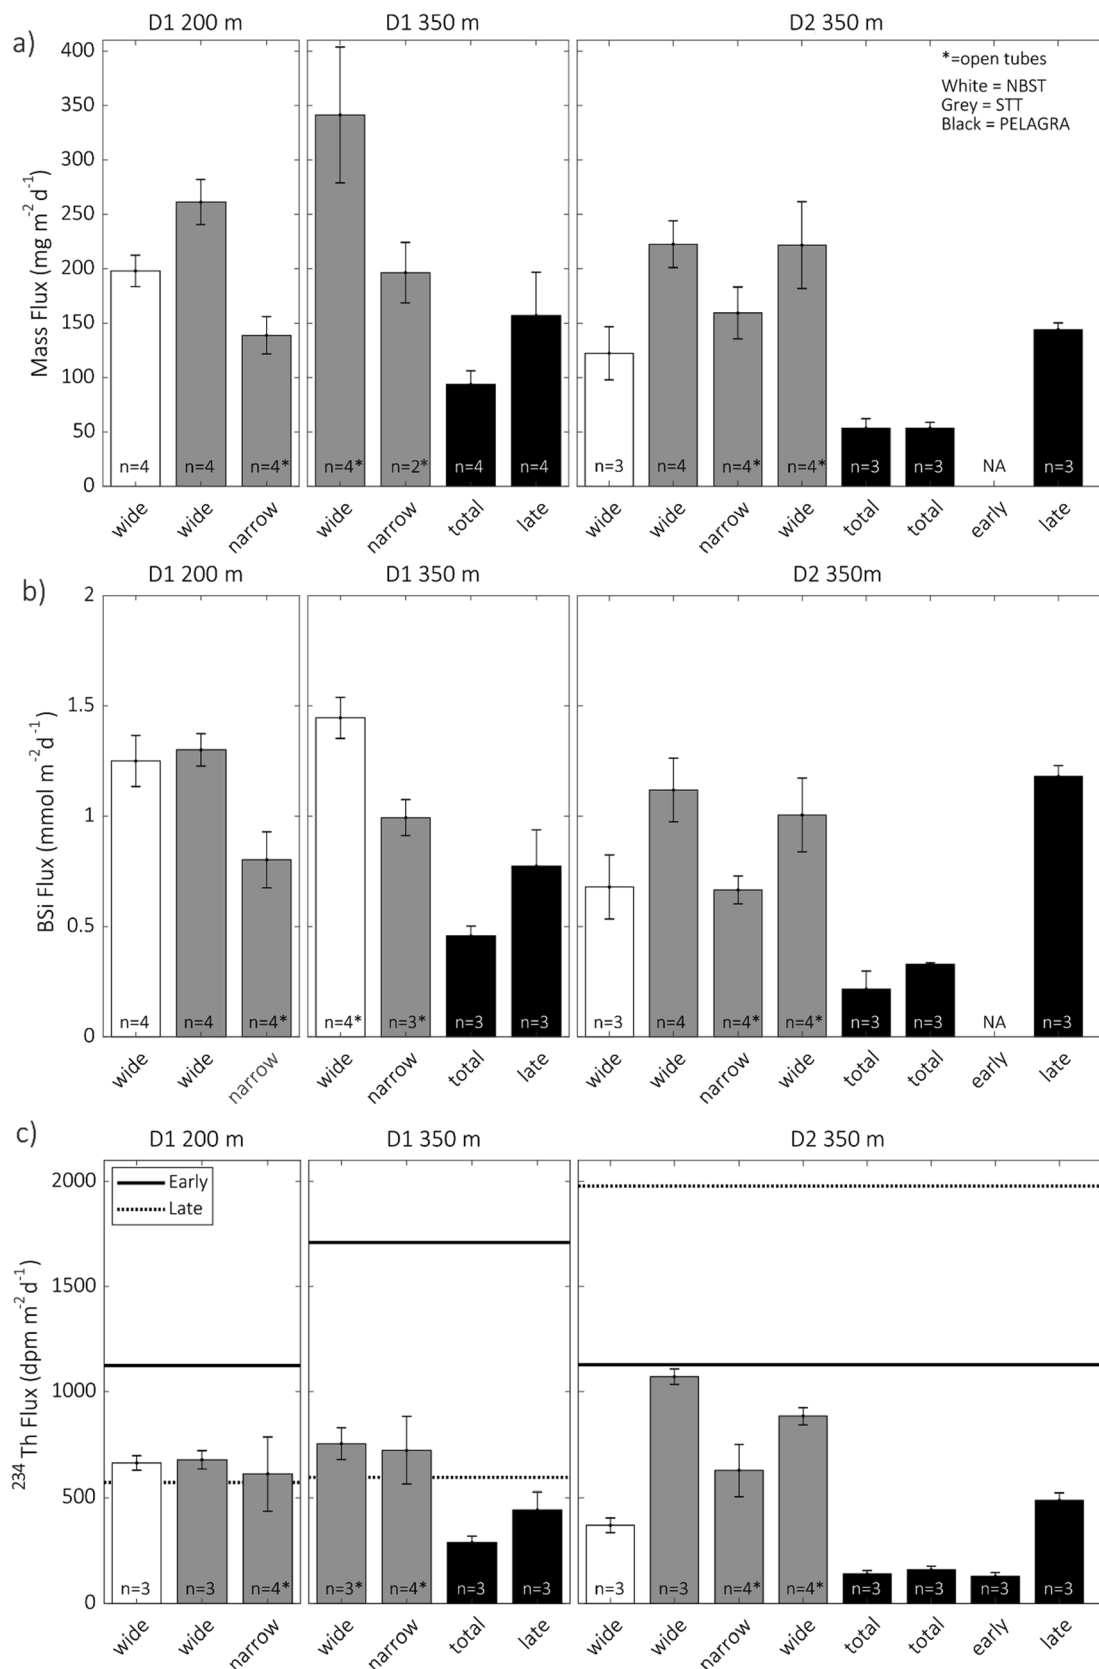 a)
D1 200 m
D1 350 m
D2 350 m
*=open tubes
White = NBST
Grey = STT
Black = PELAGRA
Mass Flux (mg m⁻² d⁻¹)
400
350
300
250
200
150
100
50
0
n=4
n=4
n=4*
n=4*
n=2*
n=4
n=4
n=3
n=4
n=4*
n=4*
n=3
n=3
NA
n=3
wide
wide
narrow
wide
narrow
total
late
wide
wide
narrow
wide
total
total
early
late
b)
D1 200 m
D1 350 m
D2 350m
BSi Flux (mmol m⁻²d⁻¹)
2
1.5
1
0.5
0
n=4
n=4
n=4*
n=4*
n=3*
n=3
n=3
n=3
n=4
n=4*
n=4*
n=3
n=3
NA
n=3
wide
wide
narrow
wide
narrow
total
late
wide
wide
narrow
wide
total
total
early
late
c)
D1 200 m
D1 350 m
D2 350 m
Early
Late
²³⁴Th Flux (dpm m⁻² d⁻¹)
2000
1500
1000
500
0
n=3
n=3
n=4*
n=3*
n=4*
n=3
n=3
n=3
n=3
n=4*
n=4*
n=3
n=3
n=3
n=3
wide
wide
narrow
wide
narrow
total
late
wide
wide
narrow
wide
total
total
early
late